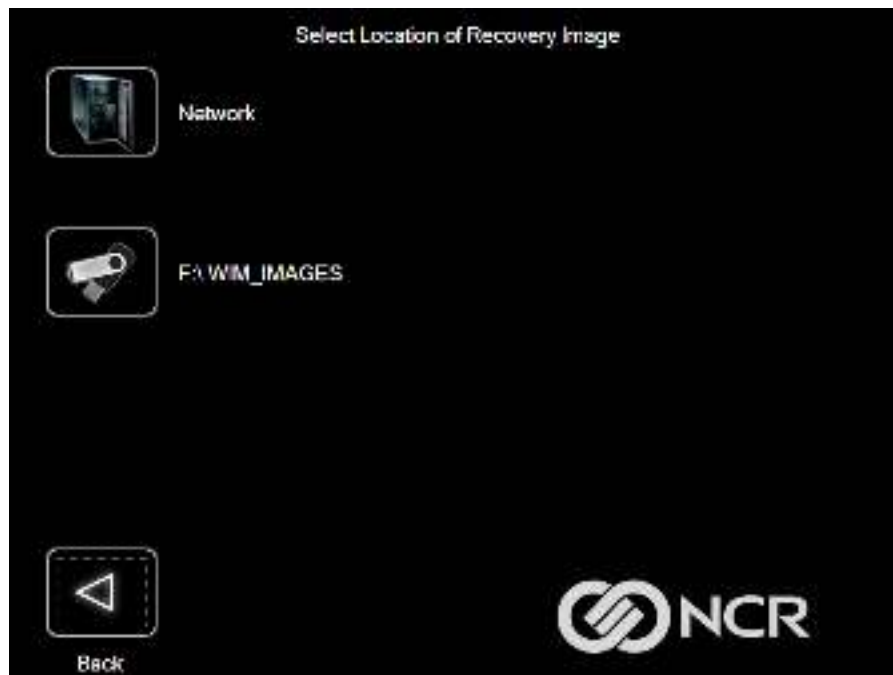 Select Location of Recovery Image
Network
F:\ WIM_IMAGES
Back
NCR